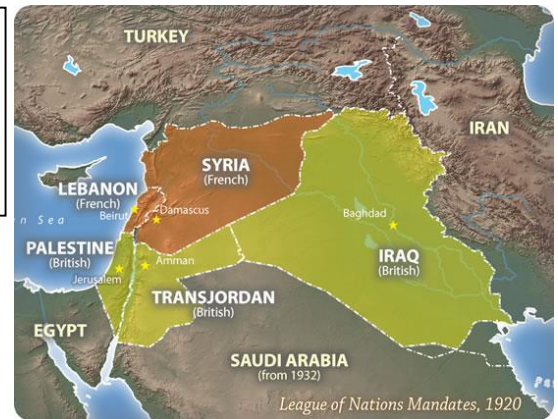 TURKEY
IRAN
SYRIA
(French)
LEBANON
(French)
Beirut
Damascus
Baghdad
n Sea
PALESTINE
(British)
Amman
Jerusalem
IRAQ
(British)
TRANSJORDAN
(British)
EGYPT
SAUDI ARABIA
(from 1932)
League of Nations Mandates, 1920